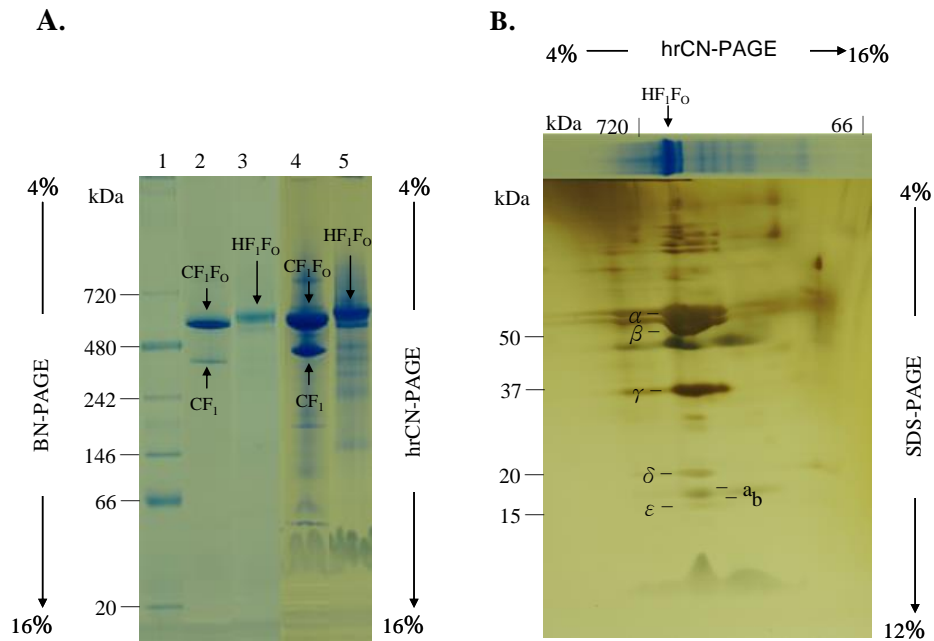 A.
1 2 3 4 5
kDa
4%
BN-PAGE
16%
720
480
242
146
66
20
CF₁Fₒ
HF₁Fₒ
CF₁
CF₁Fₒ
HF₁Fₒ
CF₁
4%
hrCN-PAGE
16%
B.
4% hrCN-PAGE 16%
HF₁Fₒ
kDa 720 66
α
β
50
γ
37
δ
20
a
b
ε
15
4%
SDS-PAGE
12%